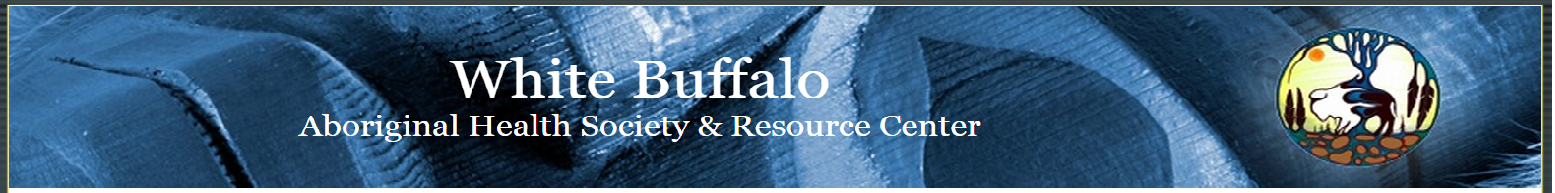 White Buffalo
Aboriginal Health Society & Resource Center